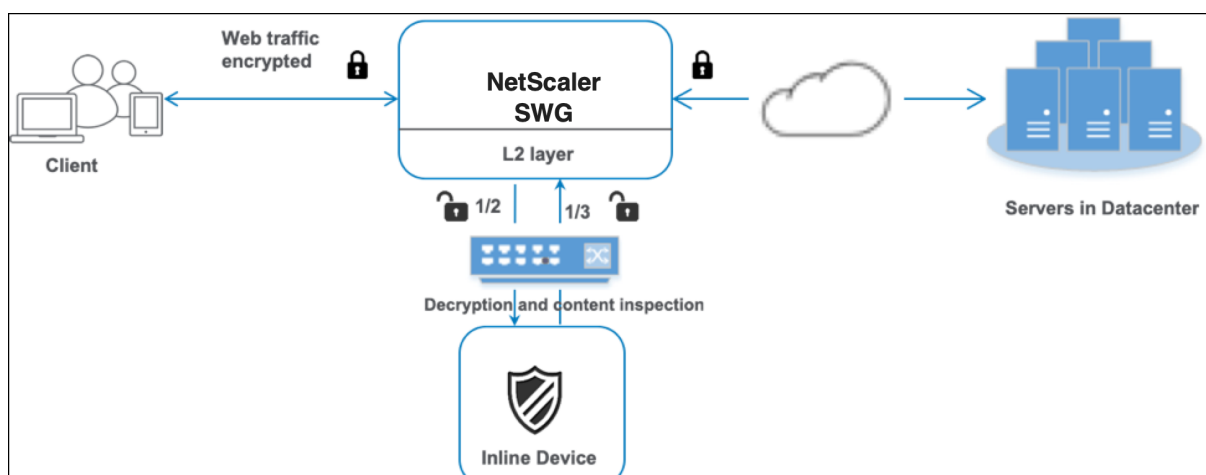 Web traffic
encrypted
NetScaler
SWG
L2 layer
Client
1/2
1/3
Servers in Datacenter
Decryption and content inspection
Inline Device